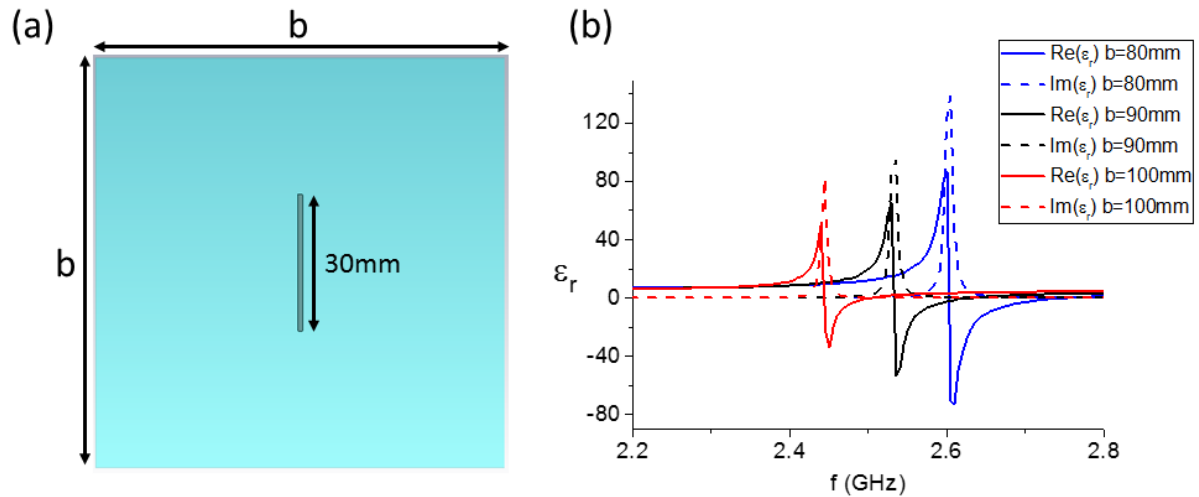 (a)
b
b
30mm
(b)
Re(εr) b=80mm
Im(εr) b=80mm
Re(εr) b=90mm
Im(εr) b=90mm
Re(εr) b=100mm
Im(εr) b=100mm
εr
120
80
40
0
-40
-80
2.2
2.4
2.6
2.8
f (GHz)